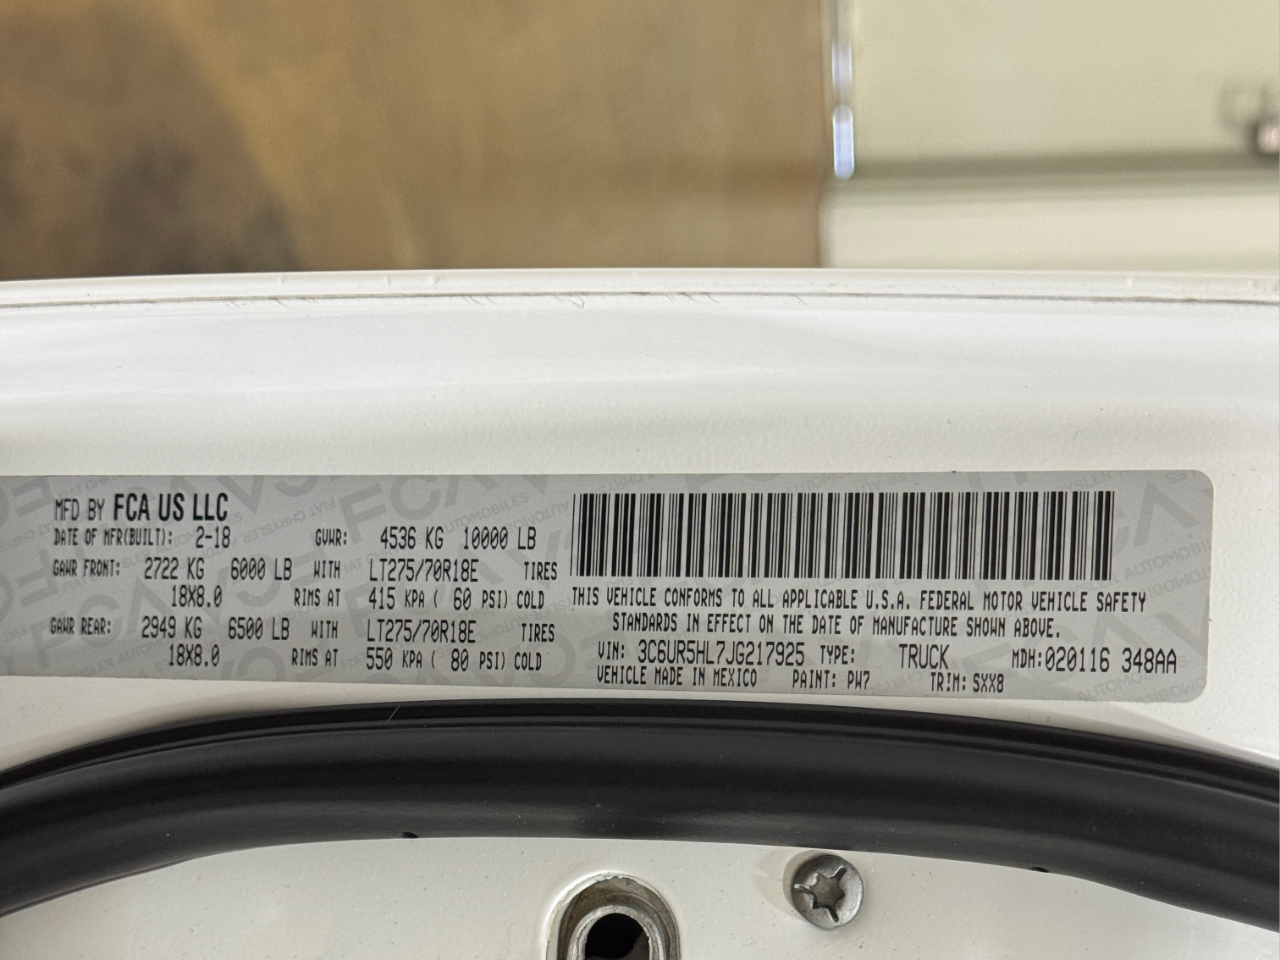 MFD BY FCA US LLC
DATE OF MFR(BUILT): 2-18 GVWR: 4536 KG 10000 LB
GAWR FRONT: 2722 KG 6000 LB WITH LT275/70R18E TIRES
18X8.0 RIMS AT 415 KPA ( 60 PSI) COLD
GAWR REAR: 2949 KG 6500 LB WITH LT275/70R18E TIRES
18X8.0 RIMS AT 550 KPA ( 80 PSI) COLD
THIS VEHICLE CONFORMS TO ALL APPLICABLE U.S.A. FEDERAL MOTOR VEHICLE SAFETY
STANDARDS IN EFFECT ON THE DATE OF MANUFACTURE SHOWN ABOVE.
VIN: 3C6UR5HL7JG217925 TYPE: TRUCK MDH:020116 348AA
VEHICLE MADE IN MEXICO PAINT: PW7 TRIM: SXX8